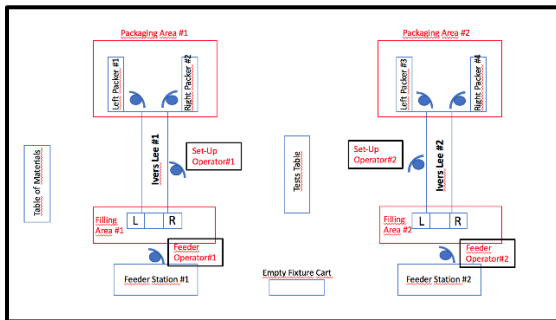 Packaging Area #1
Packaging Area #2
Left Packer #1
Right Packer #2
Left Packer #3
Right Packer #4
Table of Materials
Ivers Lee #1
Set-Up
Operator#1
Tests Table
Set-Up
Operator#2
Ivers Lee #2
Filling
Area #1
L
R
Filling
Area #2
L
R
Feeder
Operator#1
Feeder
Operator#2
Feeder Station #1
Empty Fixture Cart
Feeder Station #2